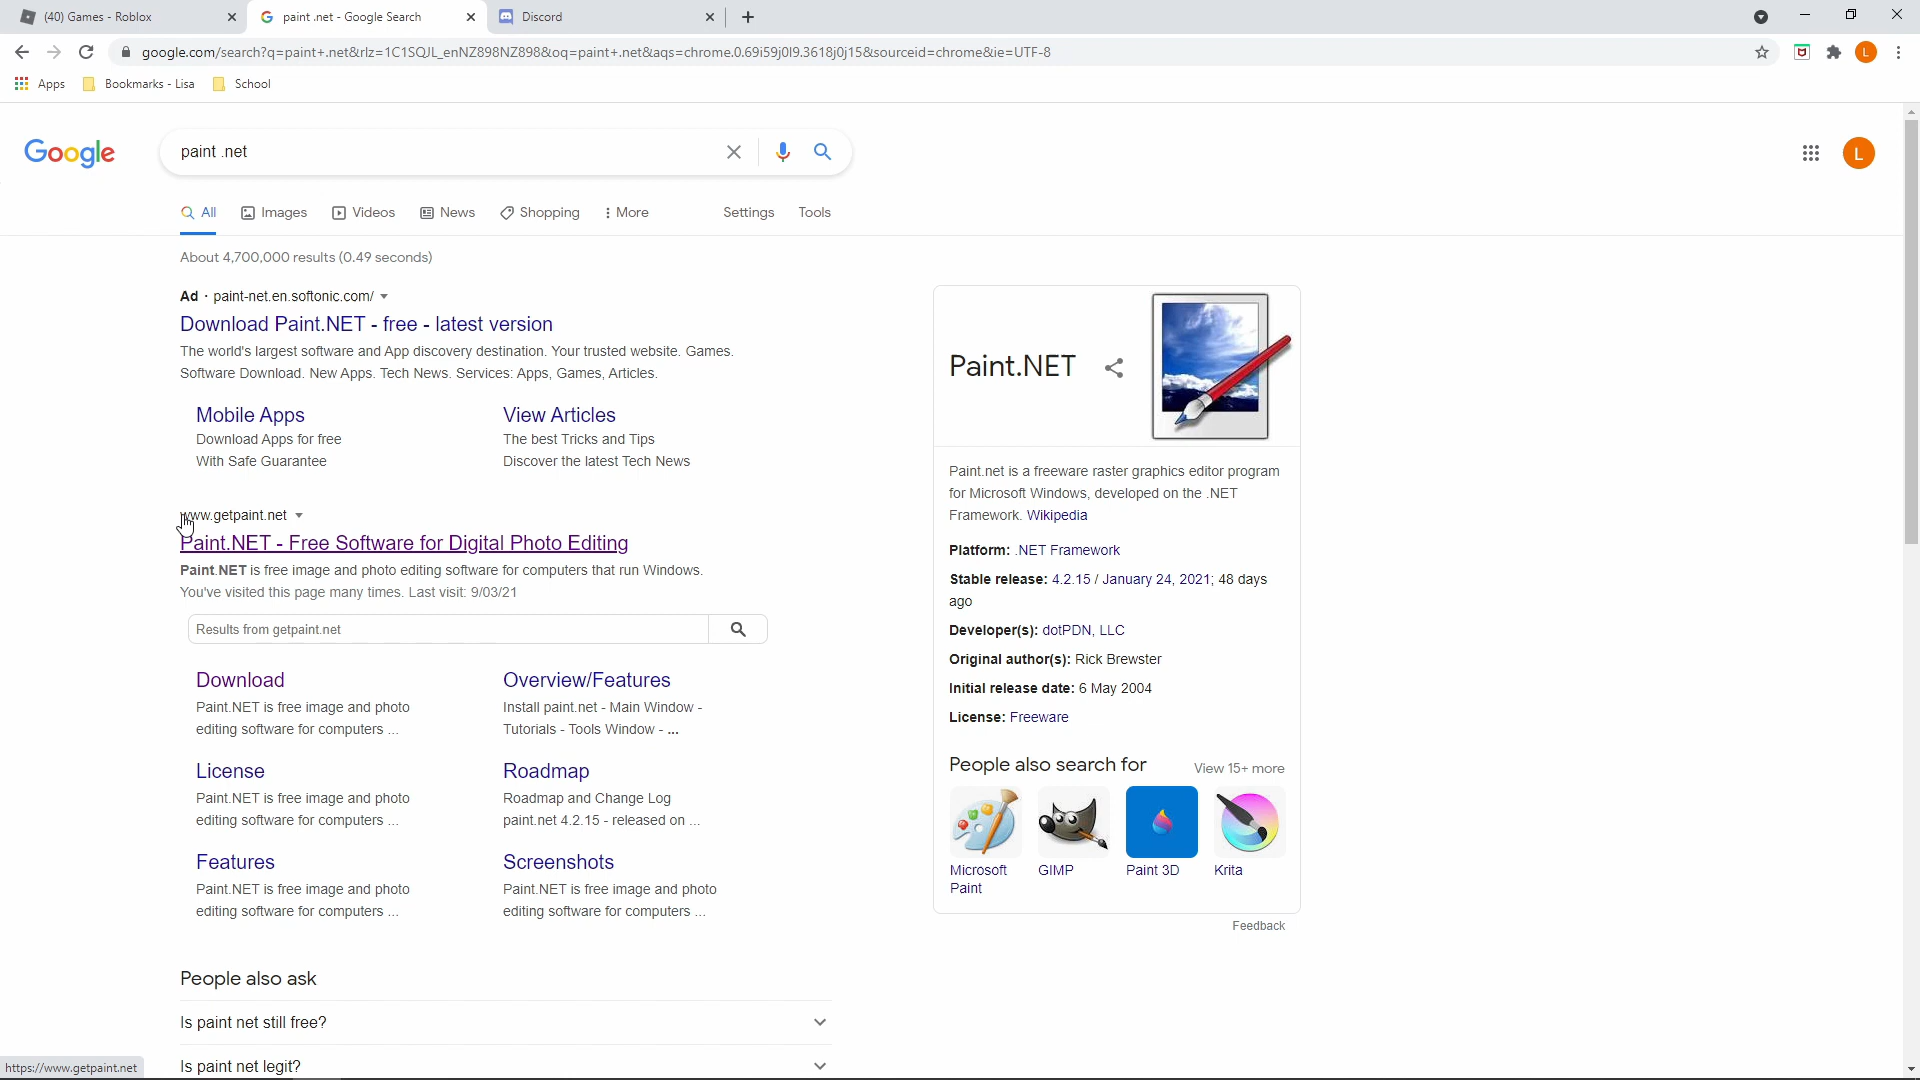 (40) Games - Roblox
paint .net - Google Search
Discord
google.com/search?q=paint+.net&rlz=1C1SQJL_enNZ898NZ898&oq=paint+.net&aqs=chrome.0.69i59j0l9.3618j0j15&sourceid=chrome&ie=UTF-8
L
Apps
Bookmarks - Lisa
School
Google
paint .net
L
All
Images
Videos
News
Shopping
More
Settings
Tools
About 4,700,000 results (0.49 seconds)
Ad · paint-net.en.softonic.com/
Download Paint.NET - free - latest version
The world's largest software and App discovery destination. Your trusted website. Games.
Software Download. New Apps. Tech News. Services: Apps, Games, Articles.
Mobile Apps
Download Apps for free
With Safe Guarantee
View Articles
The best Tricks and Tips
Discover the latest Tech News
www.getpaint.net
Paint.NET - Free Software for Digital Photo Editing
Paint.NET is free image and photo editing software for computers that run Windows.
You've visited this page many times. Last visit: 9/03/21
Results from getpaint.net
Download
Paint.NET is free image and photo
editing software for computers ...
Overview/Features
Install paint.net - Main Window -
Tutorials - Tools Window - ...
License
Paint.NET is free image and photo
editing software for computers ...
Roadmap
Roadmap and Change Log
paint.net 4.2.15 - released on ...
Features
Paint.NET is free image and photo
editing software for computers ...
Screenshots
Paint.NET is free image and photo
editing software for computers ...
People also ask
Is paint net still free?
Is paint net legit?
Paint.NET
Paint.net is a freeware raster graphics editor program
for Microsoft Windows, developed on the .NET
Framework. Wikipedia
Platform: .NET Framework
Stable release: 4.2.15 / January 24, 2021; 48 days
ago
Developer(s): dotPDN, LLC
Original author(s): Rick Brewster
Initial release date: 6 May 2004
License: Freeware
People also search for
View 15+ more
Microsoft
Paint
GIMP
Paint 3D
Krita
Feedback
https://www.getpaint.net